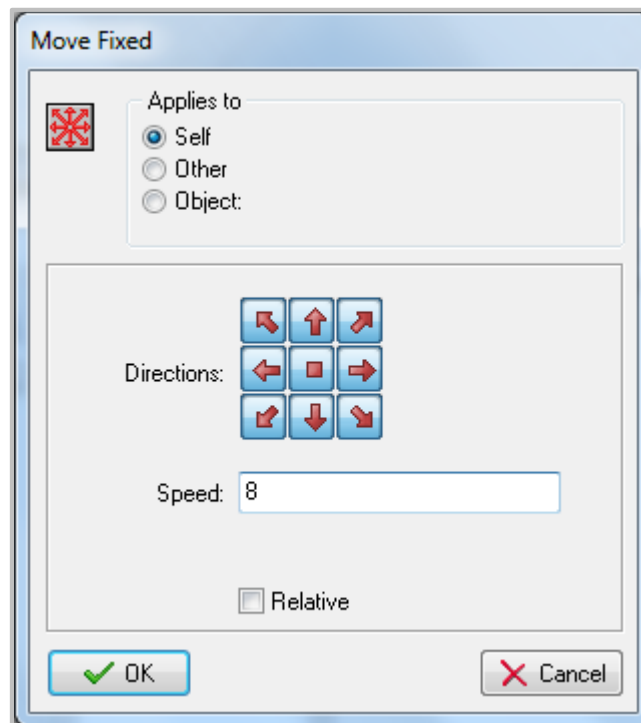 Move Fixed
Applies to
Self
Other
Object:
Directions:
Speed: 8
Relative
OK Cancel